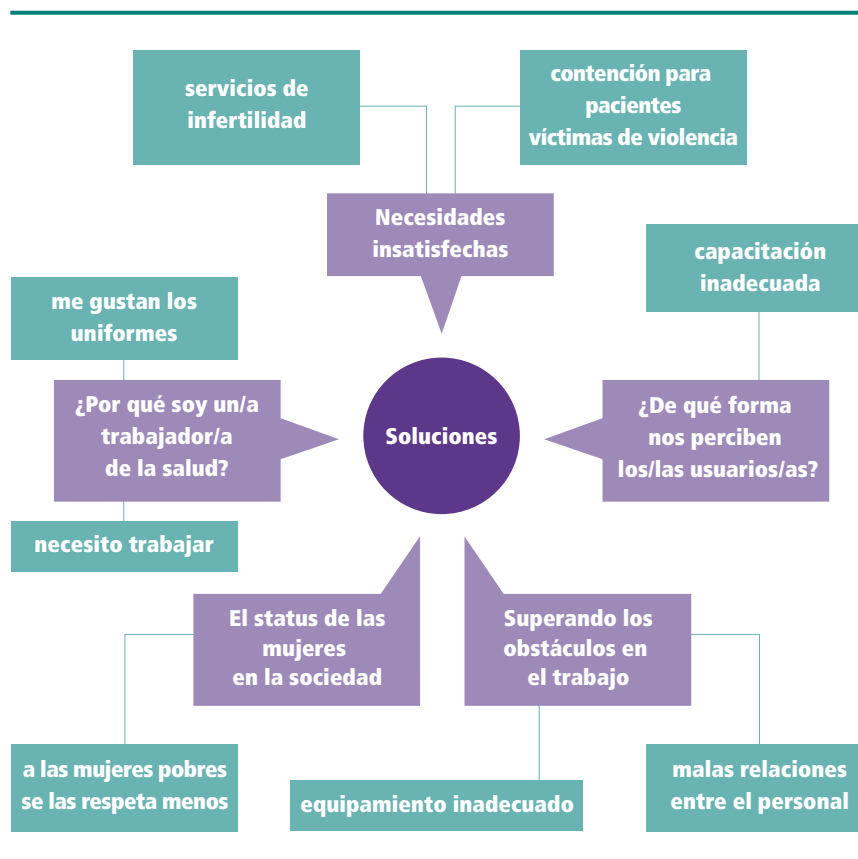 servicios de
infertilidad
contención para
pacientes
víctimas de violencia
Necesidades
insatisfechas
capacitación
inadecuada
me gustan los
uniformes
¿Por qué soy un/a
trabajador/a
de la salud?
Soluciones
¿De qué forma
nos perciben
los/las usuarios/as?
necesito trabajar
El status de las
mujeres
en la sociedad
Superando los
obstáculos en
el trabajo
a las mujeres pobres
se las respeta menos
equipamiento inadecuado
malas relaciones
entre el personal